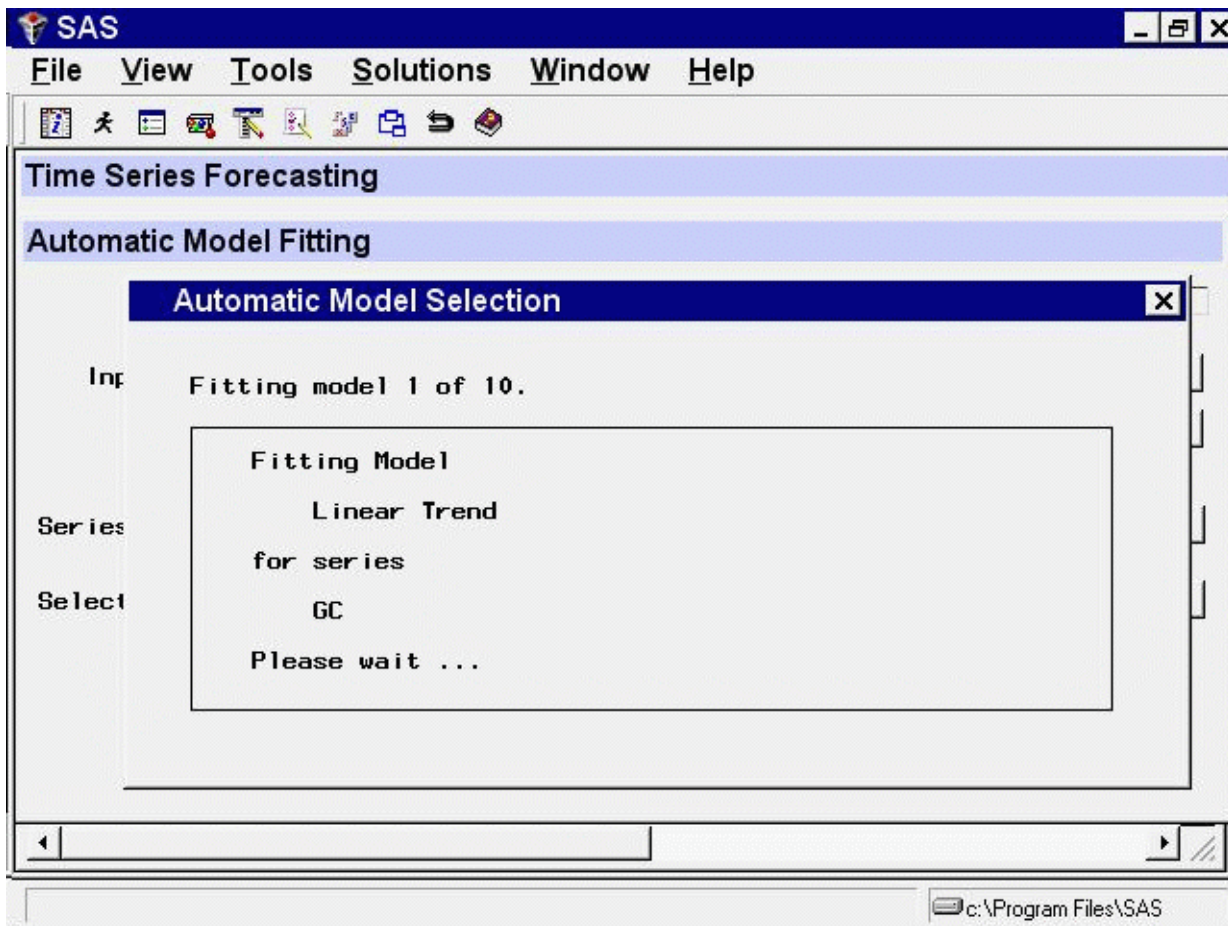 SAS
File View Tools Solutions Window Help
Time Series Forecasting
Automatic Model Fitting
Automatic Model Selection
Fitting model 1 of 10.
Fitting Model
Linear Trend
for series
GC
Please wait ...
Series
Select
c:\Program Files\SAS